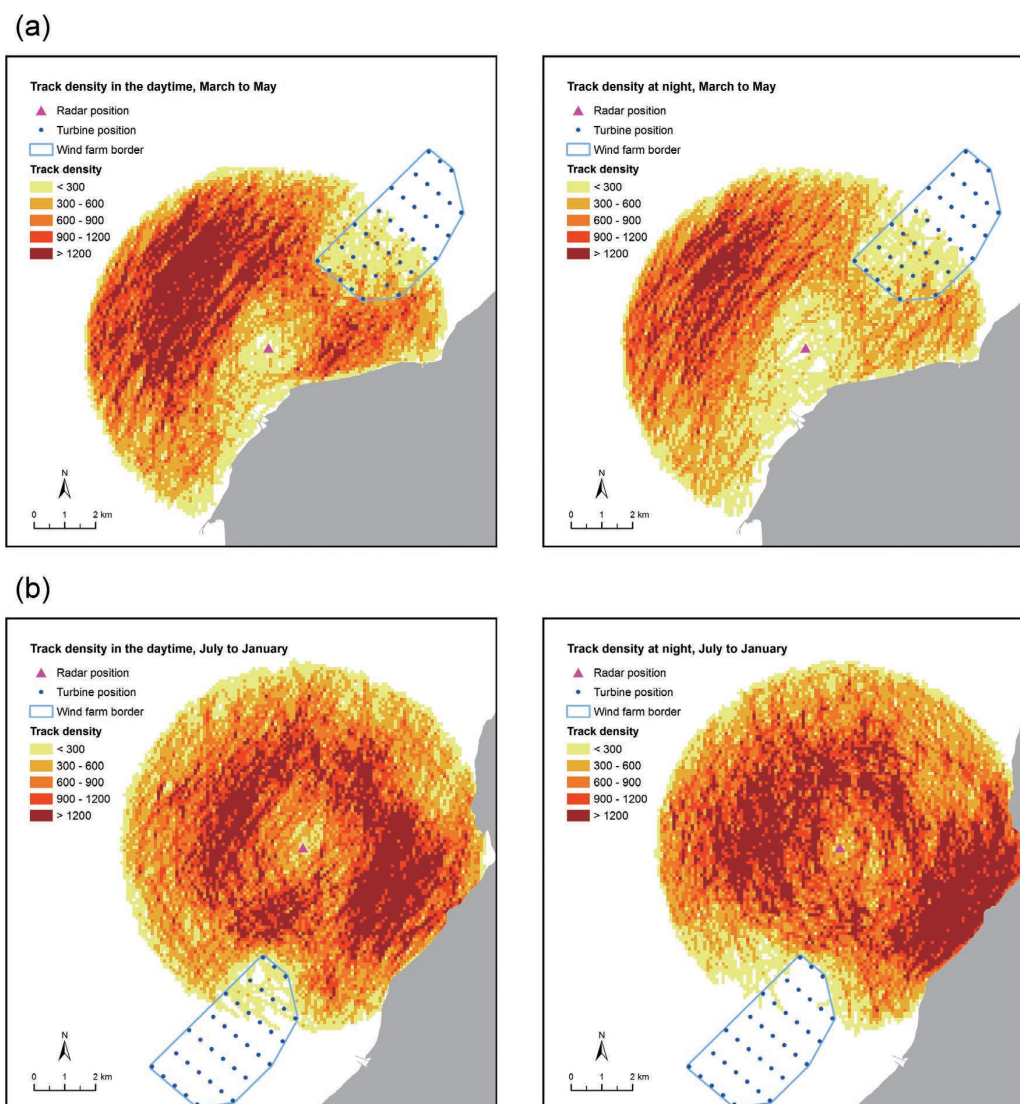 (a)
Track density in the daytime, March to May
Radar position
Turbine position
Wind farm border
Track density
< 300
300 - 600
600 - 900
900 - 1200
> 1200
N
0 1 2 km
Track density at night, March to May
Radar position
Turbine position
Wind farm border
Track density
< 300
300 - 600
600 - 900
900 - 1200
> 1200
N
0 1 2 km
(b)
Track density in the daytime, July to January
Radar position
Turbine position
Wind farm border
Track density
< 300
300 - 600
600 - 900
900 - 1200
> 1200
N
0 1 2 km
Track density at night, July to January
Radar position
Turbine position
Wind farm border
Track density
< 300
300 - 600
600 - 900
900 - 1200
> 1200
N
0 1 2 km